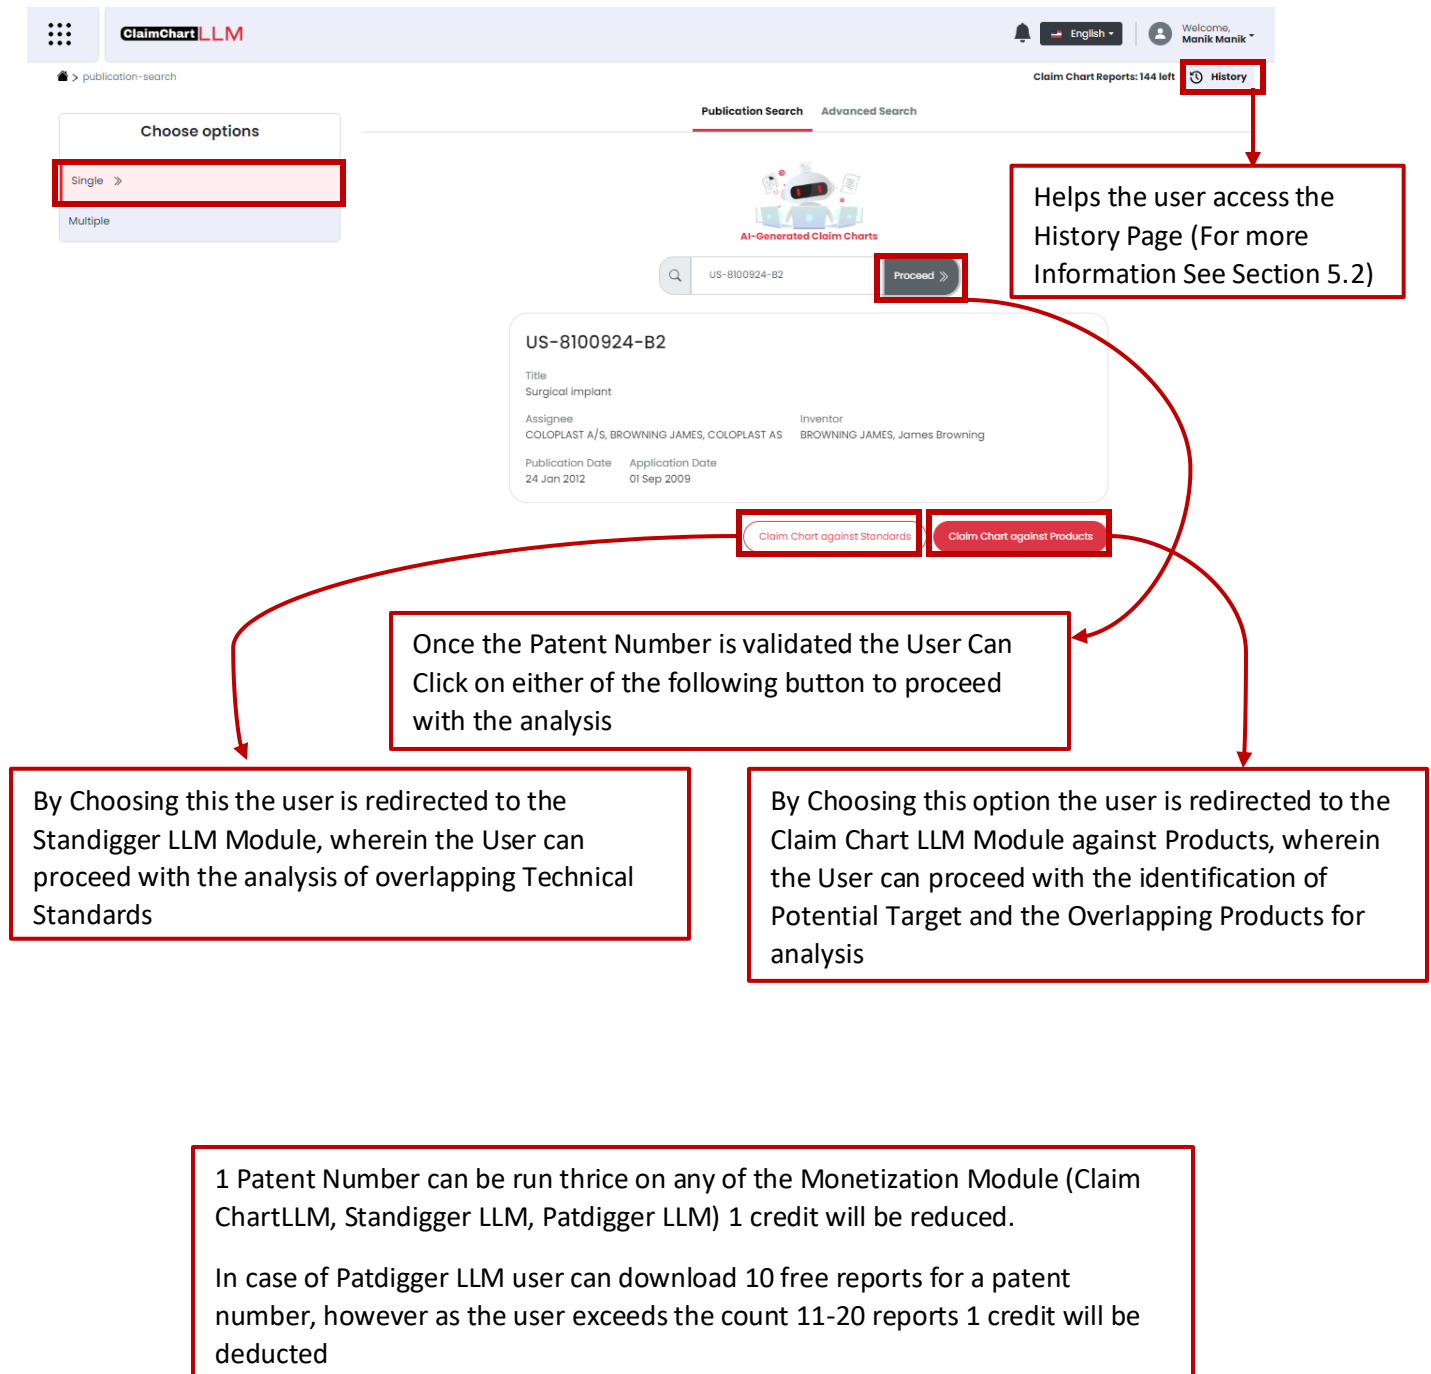 ClaimChart LLM
English
Welcome,
Manik Manik
> publication-search
Claim Chart Reports: 144 left
History
Publication Search
Advanced Search
Choose options
Single »
Multiple
AI-Generated Claim Charts
US-8100924-B2
Proceed »
Helps the user access the
History Page (For more
Information See Section 5.2)
US-8100924-B2
Title
Surgical implant
Assignee
COLOPLAST A/S, BROWNING JAMES, COLOPLAST AS
Inventor
BROWNING JAMES, James Browning
Publication Date
24 Jan 2012
Application Date
01 Sep 2009
Claim Chart against Standards
Claim Chart against Products
Once the Patent Number is validated the User Can
Click on either of the following button to proceed
with the analysis
By Choosing this the user is redirected to the
Standigger LLM Module, wherein the User can
proceed with the analysis of overlapping Technical
Standards
By Choosing this option the user is redirected to the
Claim Chart LLM Module against Products, wherein
the User can proceed with the identification of
Potential Target and the Overlapping Products for
analysis
1 Patent Number can be run thrice on any of the Monetization Module (Claim
ChartLLM, Standigger LLM, Patdigger LLM) 1 credit will be reduced.
In case of Patdigger LLM user can download 10 free reports for a patent
number, however as the user exceeds the count 11-20 reports 1 credit will be
deducted